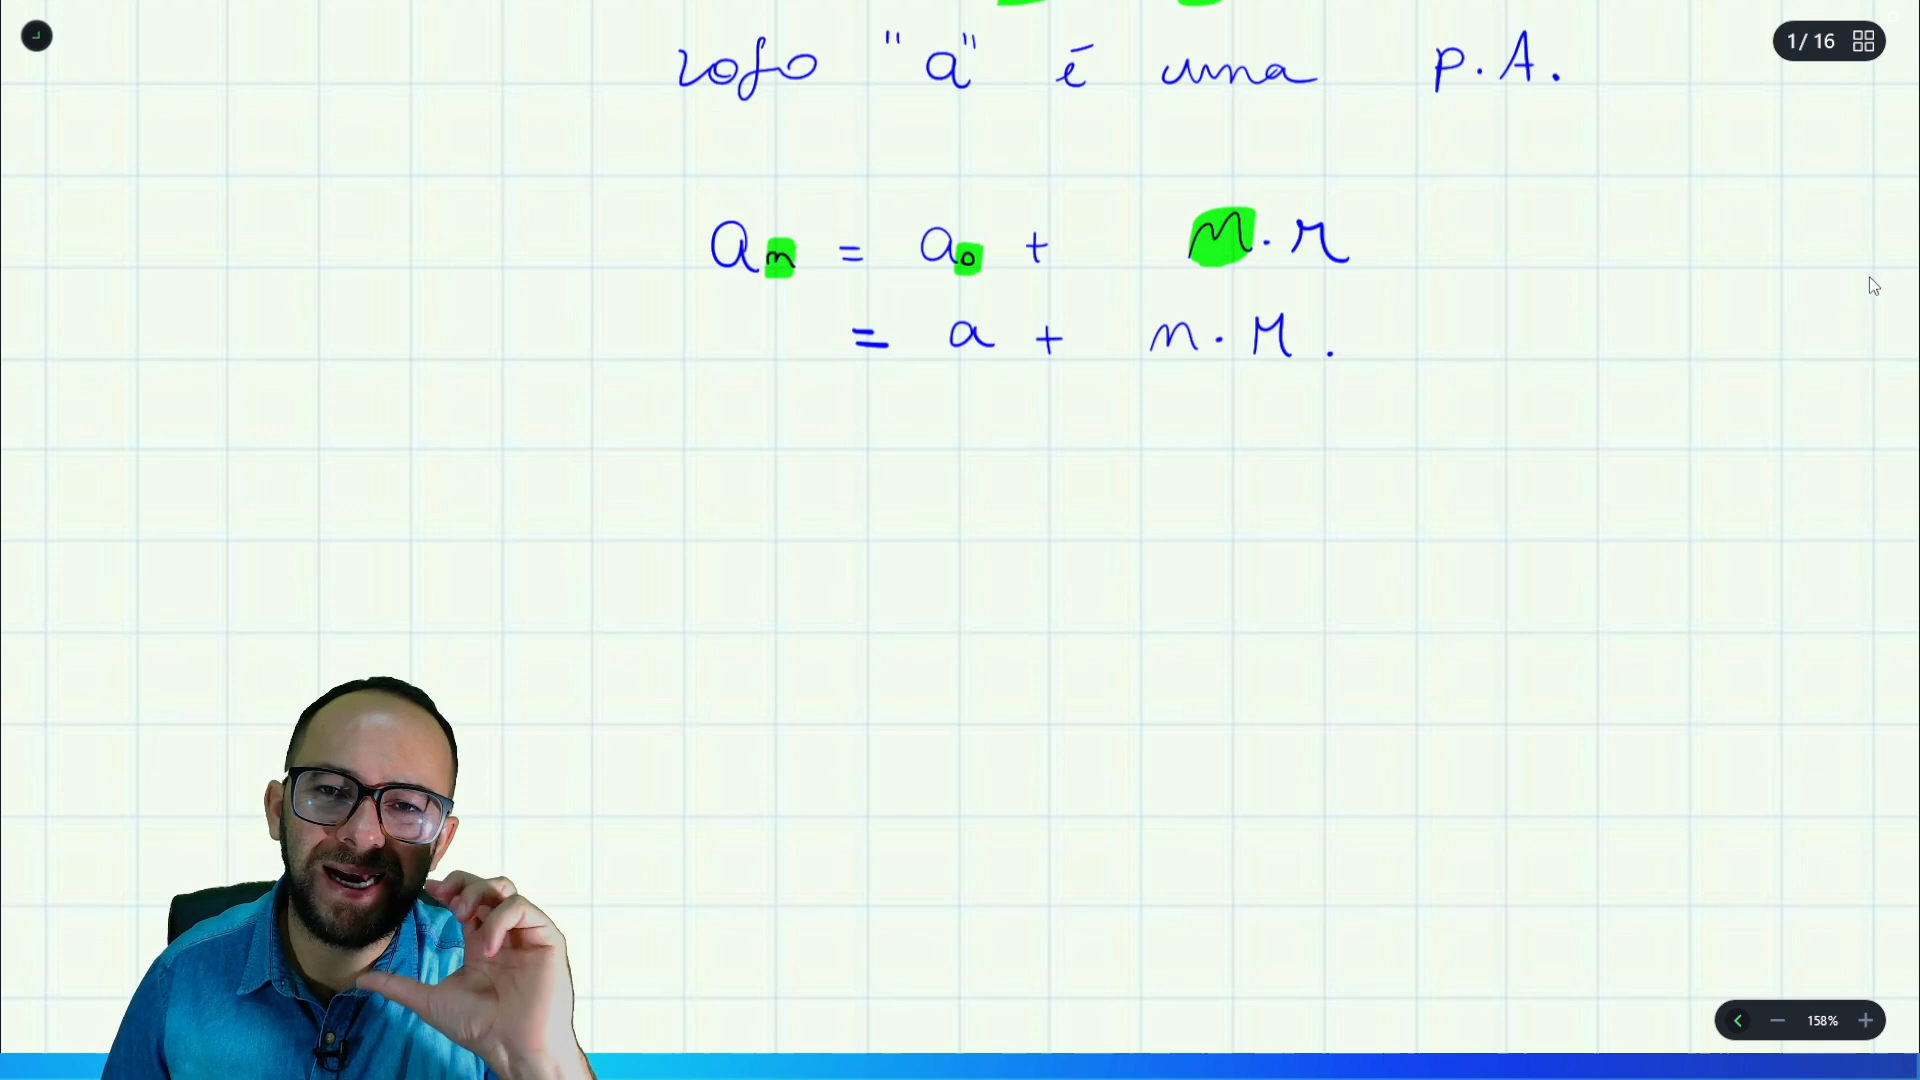 logo "a" é uma P.A.
1/ 16
aₙ = a₀ + n·r
= a + n·r.
158%